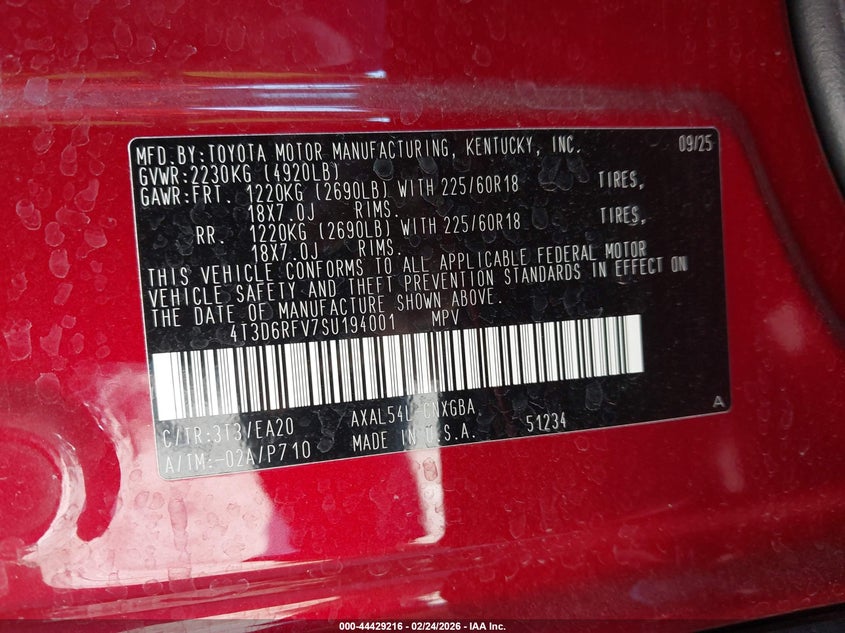 MFD.BY:TOYOTA MOTOR MANUFACTURING, KENTUCKY, INC. 09/25
GVWR:2230KG (4920LB)
GAWR:FRT. 1220KG (2690LB) WITH 225/60R18 TIRES,
18X7.0J RIMS.
RR. 1220KG (2690LB) WITH 225/60R18 TIRES,
18X7.0J RIMS.
THIS VEHICLE CONFORMS TO ALL APPLICABLE FEDERAL MOTOR
VEHICLE SAFETY AND THEFT PREVENTION STANDARDS IN EFFECT ON
THE DATE OF MANUFACTURE SHOWN ABOVE.
4T3D6RFV7SU194001 MPV
C/TR:3T3/EA20 AXAL54L-CNXGBA A
A/TM:-02A/P710 MADE IN U.S.A. 51234
000-44429216 - 02/24/2026 - IAA Inc.